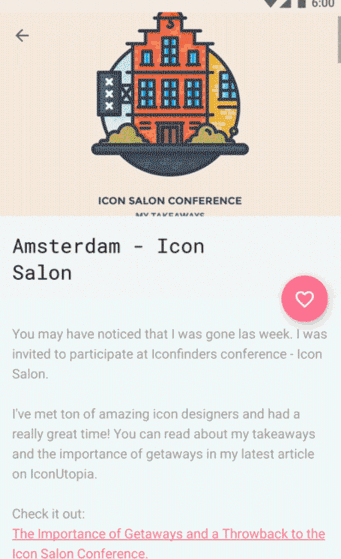 6:00
ICON SALON CONFERENCE
MY TAKEAWAYS
Amsterdam - Icon
Salon
You may have noticed that I was gone las week. I was
invited to participate at Iconfinders conference - Icon
Salon.
I've met ton of amazing icon designers and had a
really great time! You can read about my takeaways
and the importance of getaways in my latest article
on IconUtopia.
Check it out:
The Importance of Getaways and a Throwback to the
Icon Salon Conference.